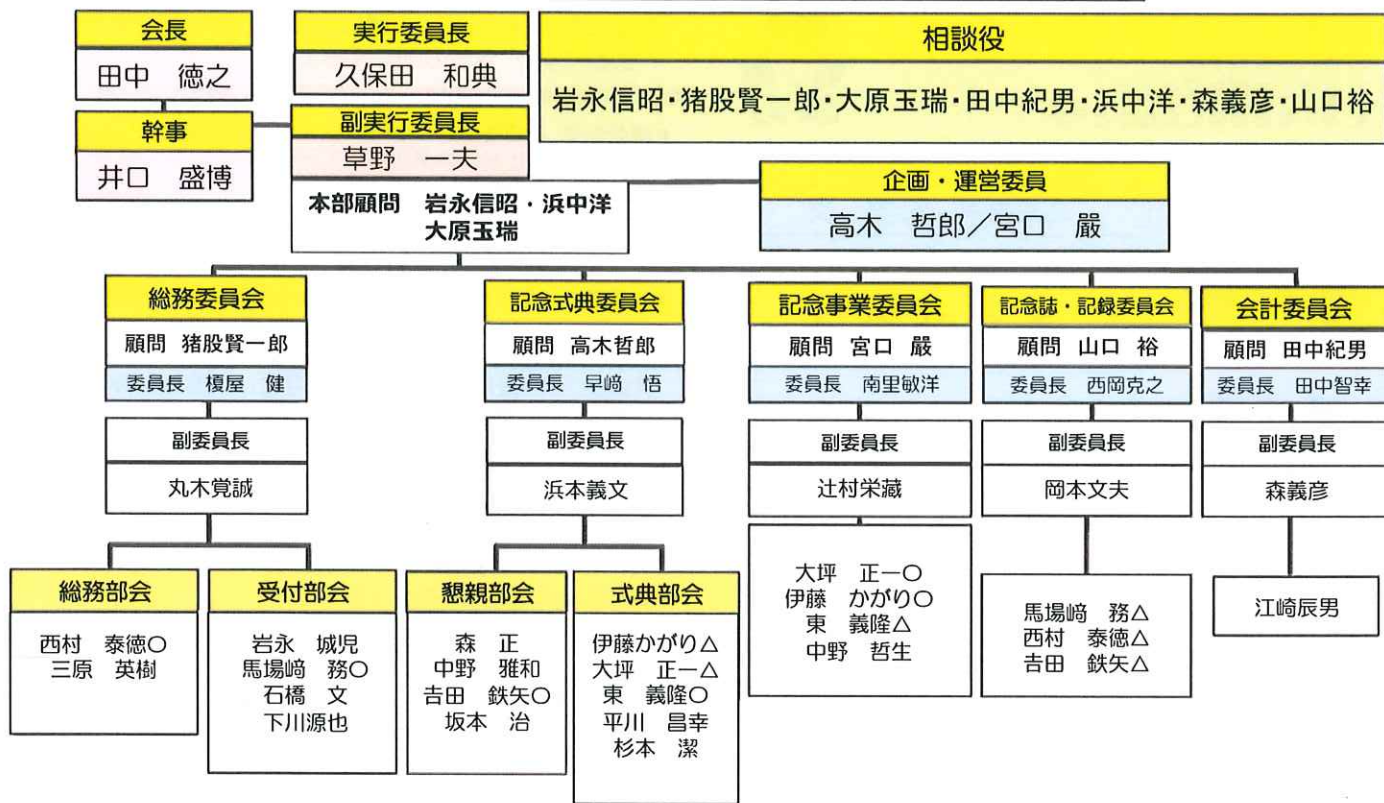 会長
田中　徳之
幹事
井口　盛博
実行委員長
久保田　和典
副実行委員長
草野　一夫
本部顧問　岩永信昭・浜中洋
大原玉瑞
相談役
岩永信昭・猪股賢一郎・大原玉瑞・田中紀男・浜中洋・森義彦・山口裕
企画・運営委員
高木　哲郎／宮口　嚴
総務委員会
顧問 猪股賢一郎
委員長　榎屋　健
副委員長
丸木覚誠
総務部会
西村　泰徳〇
三原　英樹
受付部会
岩永　城児
馬場﨑　務〇
石橋　文
下川源也
記念式典委員会
顧問 高木哲郎
委員長　早﨑　悟
副委員長
浜本義文
懇親部会
森　正
中野　雅和
𠮷田　鉄矢〇
坂本　治
式典部会
伊藤かがり△
大坪　正一△
東　義隆〇
平川　昌幸
杉本　潔
記念事業委員会
顧問 宮口 嚴
委員長　南里敏洋
副委員長
辻村栄蔵
大坪　正一〇
伊藤　かがり〇
東　義隆△
中野　哲生
記念誌・記録委員会
顧問 山口 裕
委員長　西岡克之
副委員長
岡本文夫
馬場﨑　務△
西村　泰徳△
𠮷田　鉄矢△
会計委員会
顧問 田中紀男
委員長　田中智幸
副委員長
森義彦
江崎辰男